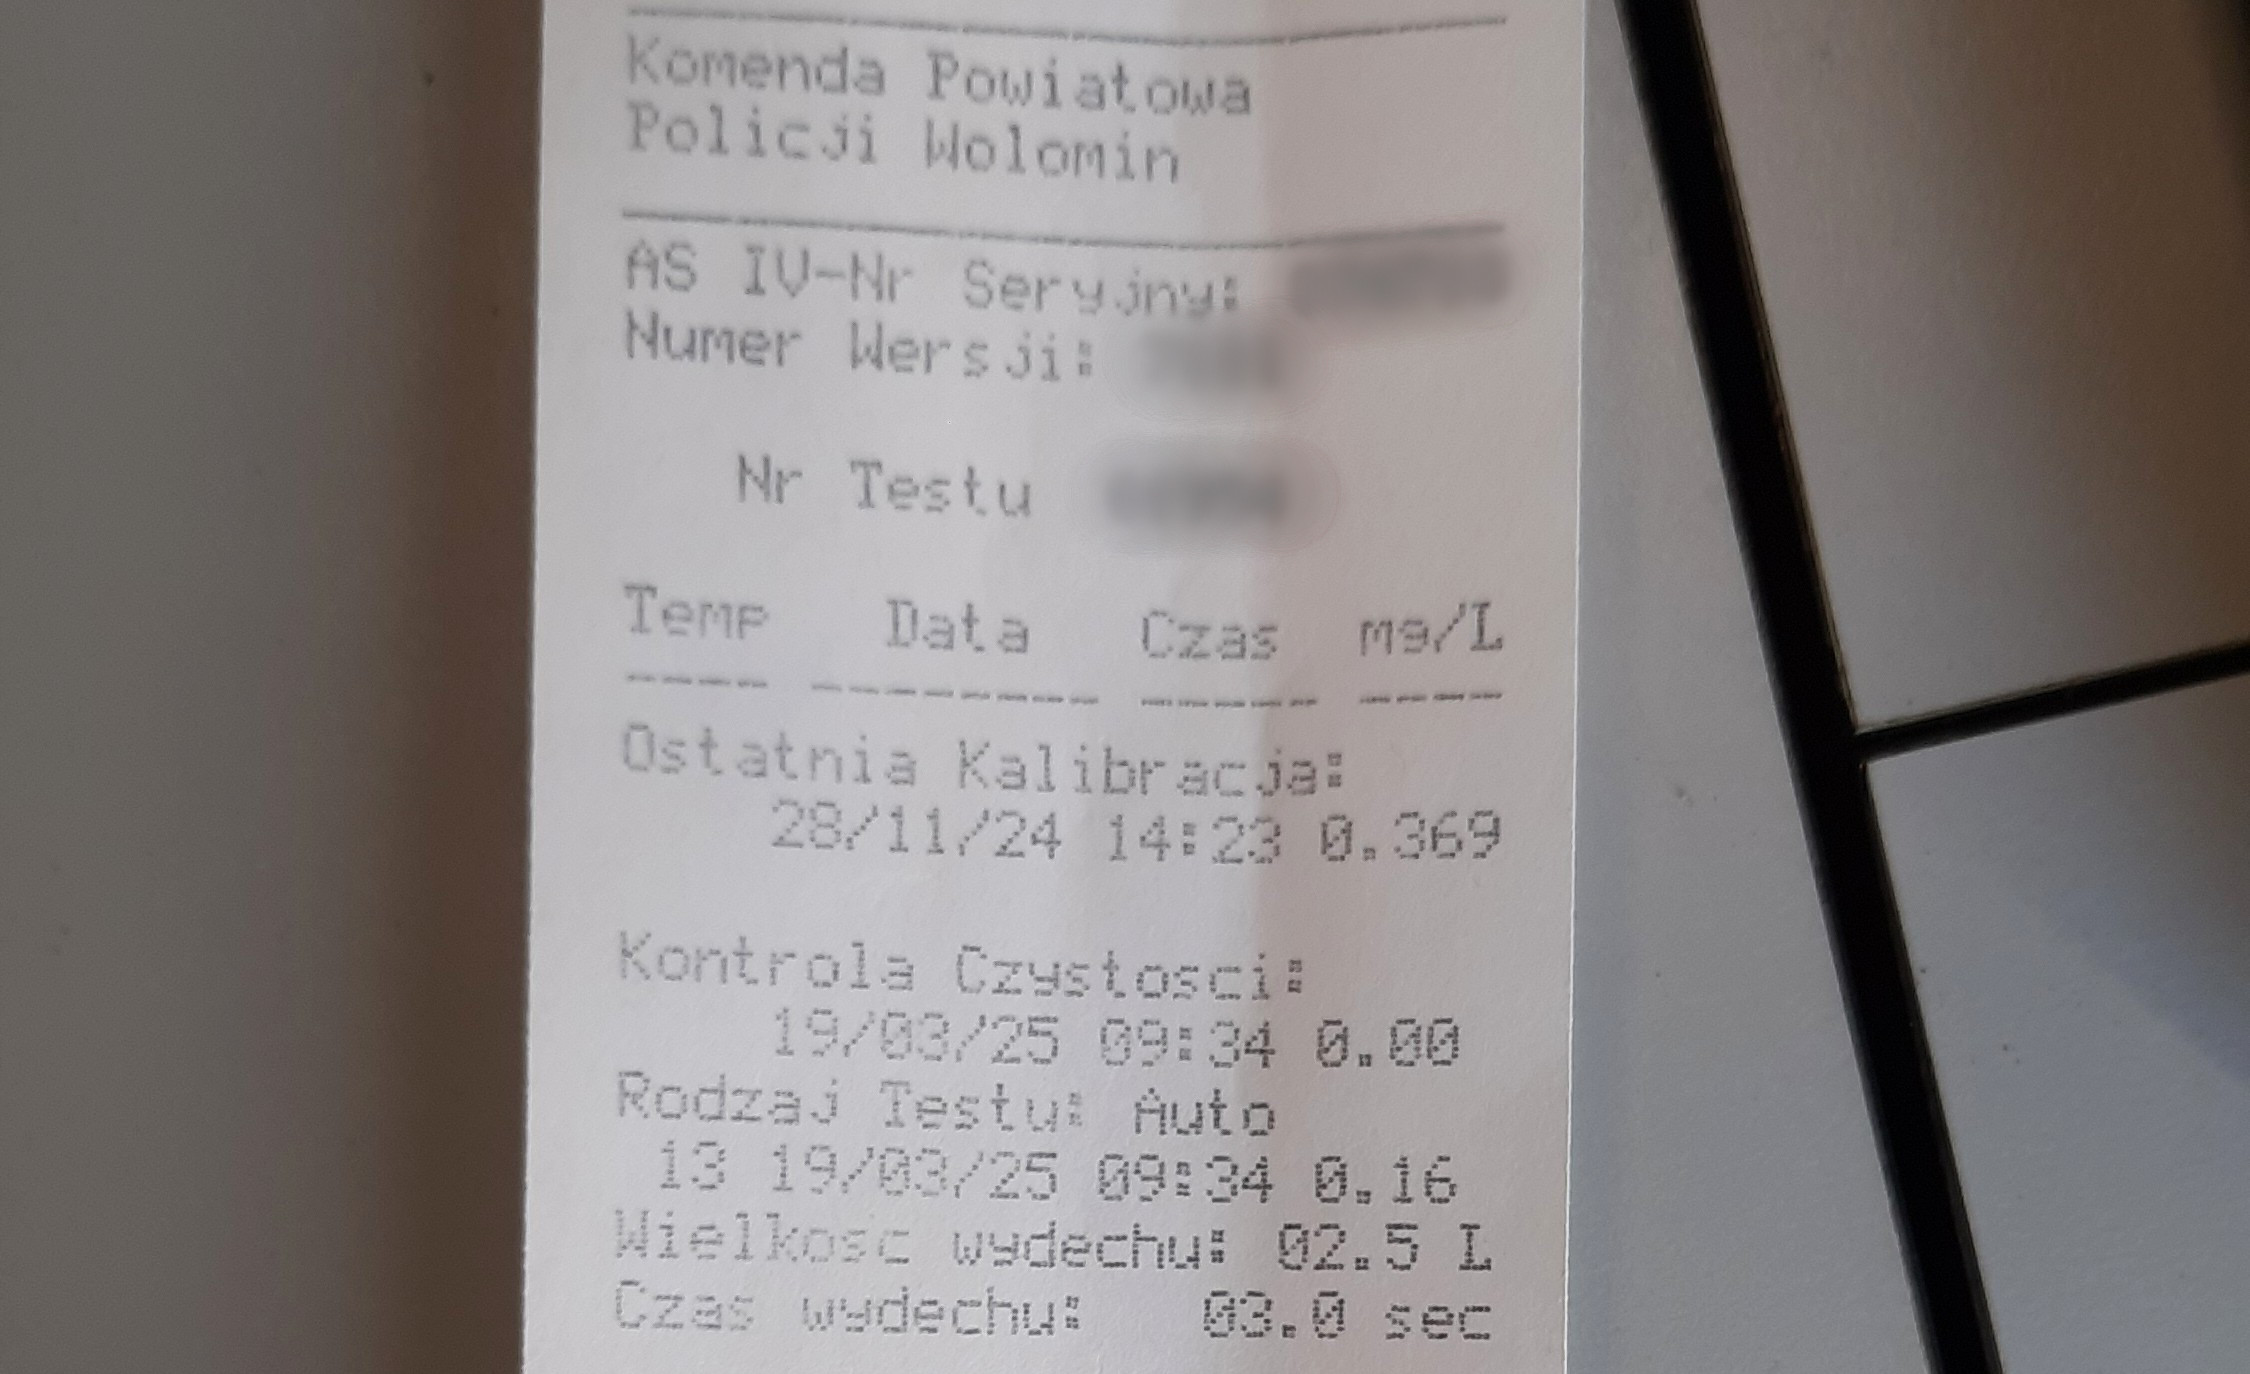 Komenda Powiatowa
Policji Wolomin
AS IV-Nr Seryjny:
Numer Wersji:
Nr Testu
Temp Data Czas mg/L
---- -------- ----- ----
Ostatnia Kalibracja:
28/11/24 14:23 0.369
Kontrola Czystosci:
19/03/25 09:34 0.00
Rodzaj Testu: Auto
13 19/03/25 09:34 0.16
Wielkosc wydechu: 02.5 L
Czas wydechu: 03.0 sec